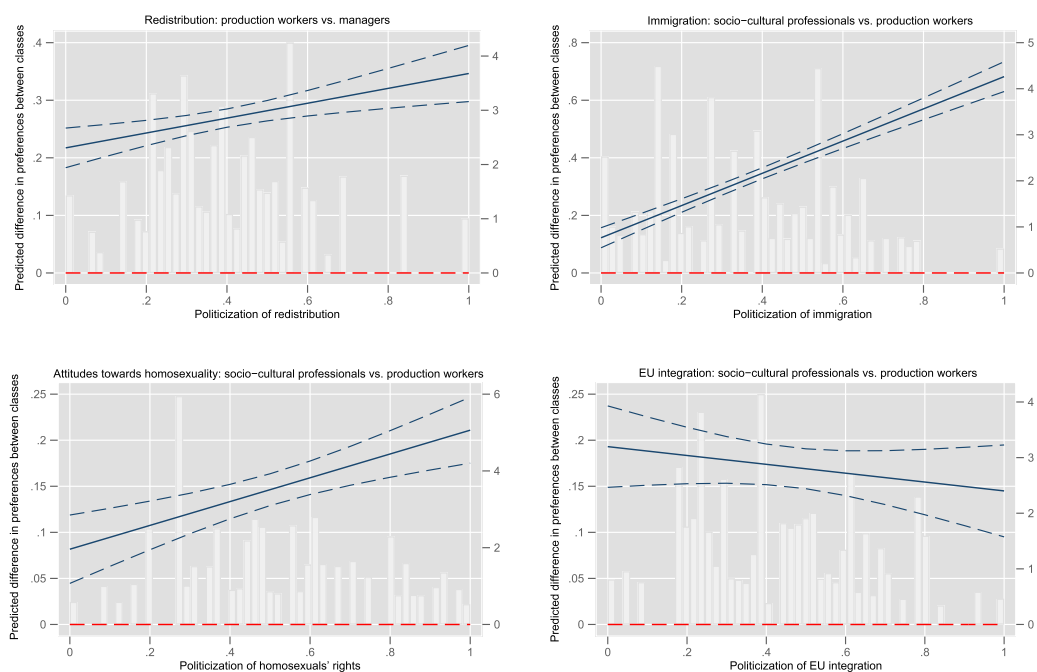 Redistribution: production workers vs. managers
Predicted difference in preferences between classes
.4
.3
.2
.1
0
4
3
2
1
0
0 .2 .4 .6 .8 1
Politicization of redistribution
Immigration: socio−cultural professionals vs. production workers
Predicted difference in preferences between classes
.8
.6
.4
.2
0
5
4
3
2
1
0
0 .2 .4 .6 .8 1
Politicization of immigration
Attitudes towards homosexuality: socio−cultural professionals vs. production workers
Predicted difference in preferences between classes
.25
.2
.15
.1
.05
0
6
4
2
0
0 .2 .4 .6 .8 1
Politicization of homosexuals' rights
EU integration: socio−cultural professionals vs. production workers
Predicted difference in preferences between classes
.25
.2
.15
.1
.05
0
4
3
2
1
0
0 .2 .4 .6 .8 1
Politicization of EU integration